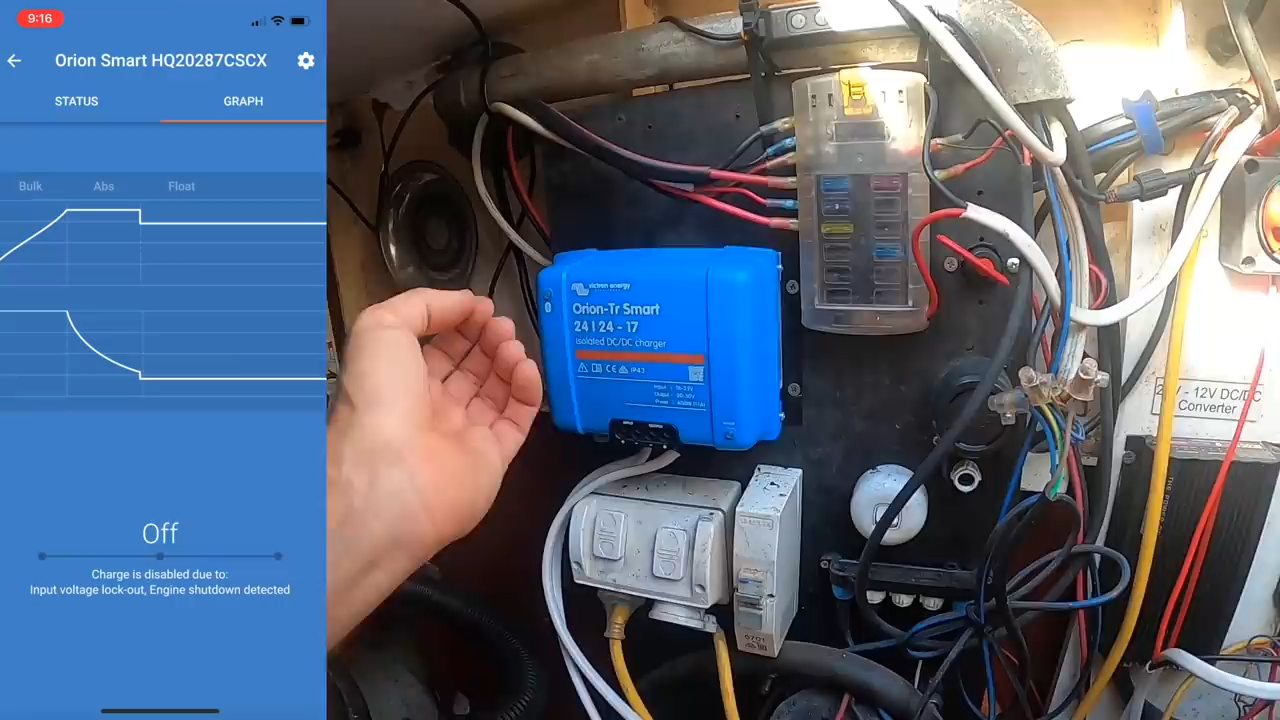 9:16
Orion Smart HQ20287CSCX
STATUS
GRAPH
Bulk
Abs
Float
Off
Charge is disabled due to:
Input voltage lock-out, Engine shutdown detected
victron energy
Orion-Tr Smart
24 | 24 - 17
isolated DC/DC charger
IP43
- 12V DC/DC
Converter